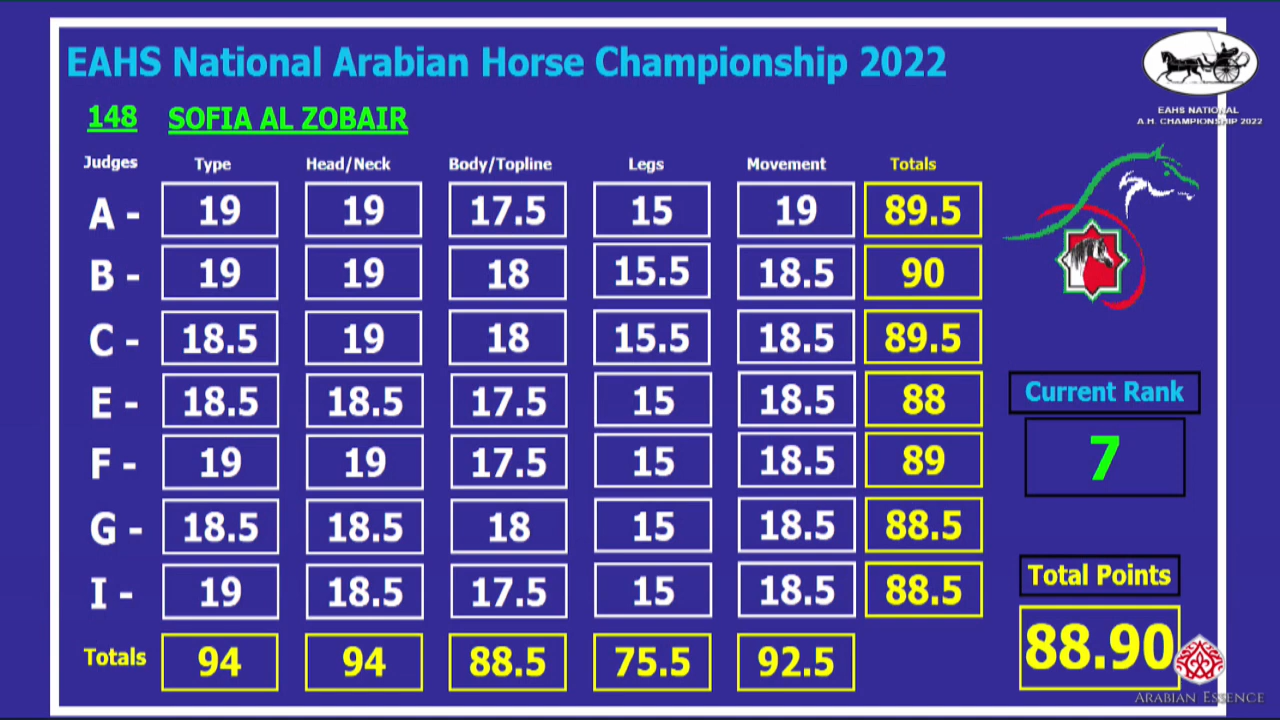 EAHS National Arabian Horse Championship 2022
EAHS NATIONAL
A.H. CHAMPIONSHIP 2022
148 SOFIA AL ZOBAIR
Judges Type Head/Neck Body/Topline Legs Movement Totals
A - 19 19 17.5 15 19 89.5
B - 19 19 18 15.5 18.5 90
C - 18.5 19 18 15.5 18.5 89.5
E - 18.5 18.5 17.5 15 18.5 88
F - 19 19 17.5 15 18.5 89
G - 18.5 18.5 18 15 18.5 88.5
I - 19 18.5 17.5 15 18.5 88.5
Totals 94 94 88.5 75.5 92.5
Current Rank
7
Total Points
88.90
ARABIAN ESSENCE